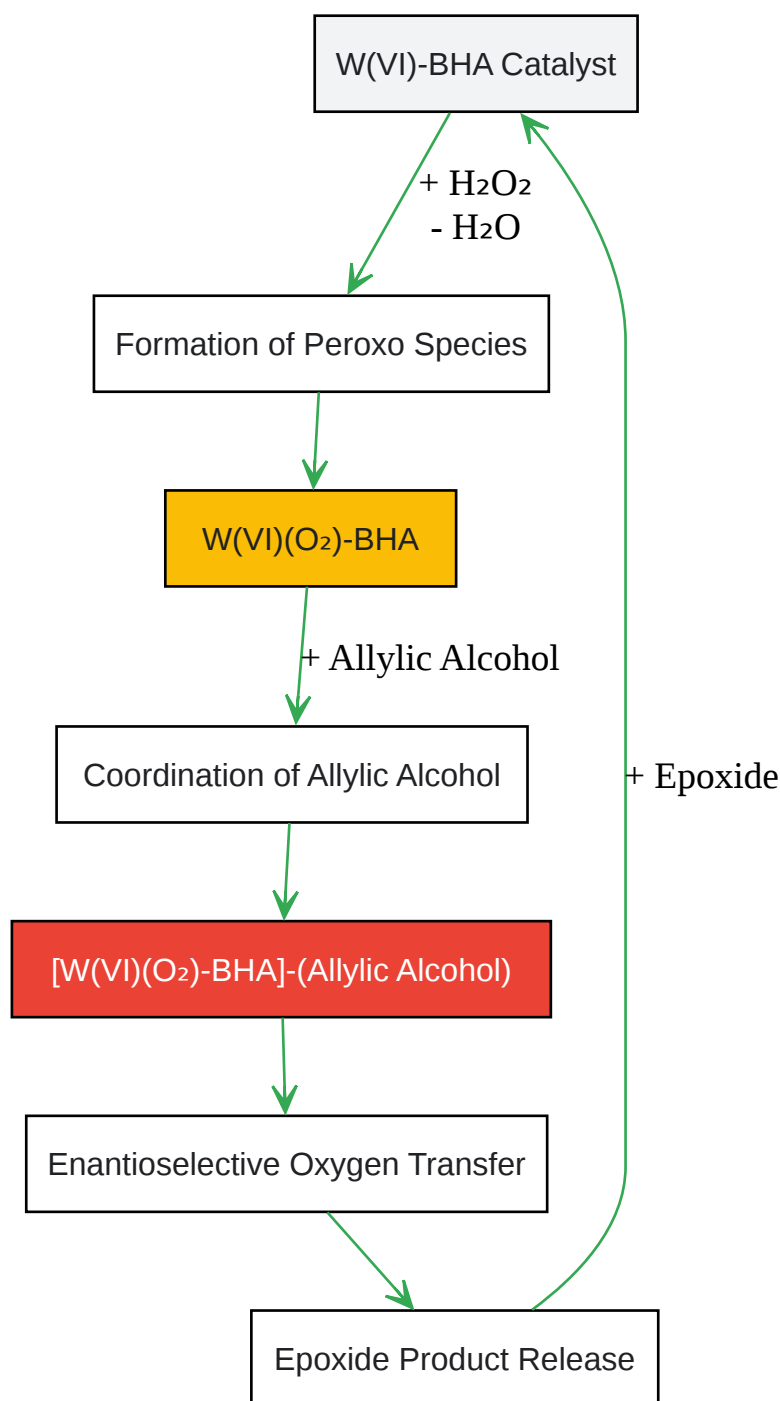 W(VI)-BHA Catalyst
+ H₂O₂
- H₂O
Formation of Peroxo Species
W(VI)(O₂)-BHA
+ Allylic Alcohol
Coordination of Allylic Alcohol
+ Epoxide
[W(VI)(O₂)-BHA]-(Allylic Alcohol)
Enantioselective Oxygen Transfer
Epoxide Product Release